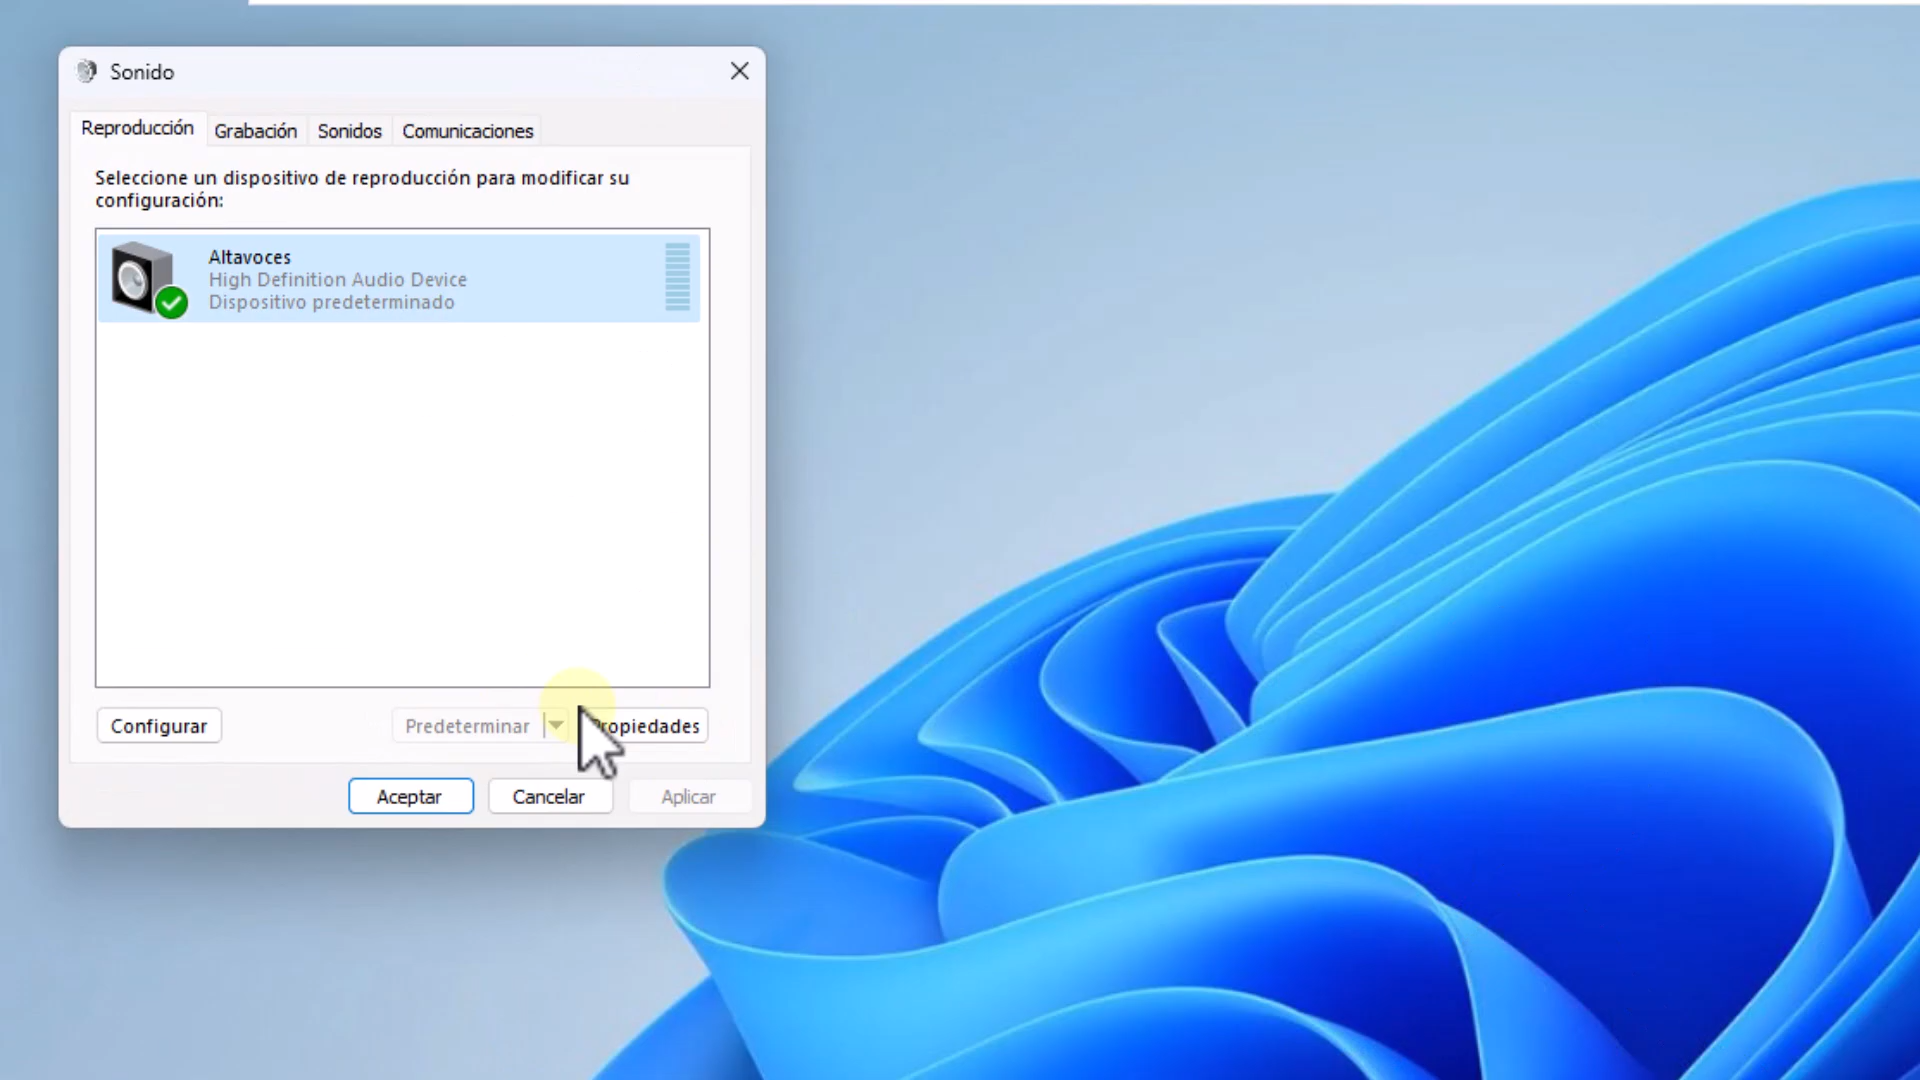 Sonido
Reproducción
Grabación
Sonidos
Comunicaciones
Seleccione un dispositivo de reproducción para modificar su
configuración:
Altavoces
High Definition Audio Device
Dispositivo predeterminado
Configurar
Predeterminar
Propiedades
Aceptar
Cancelar
Aplicar